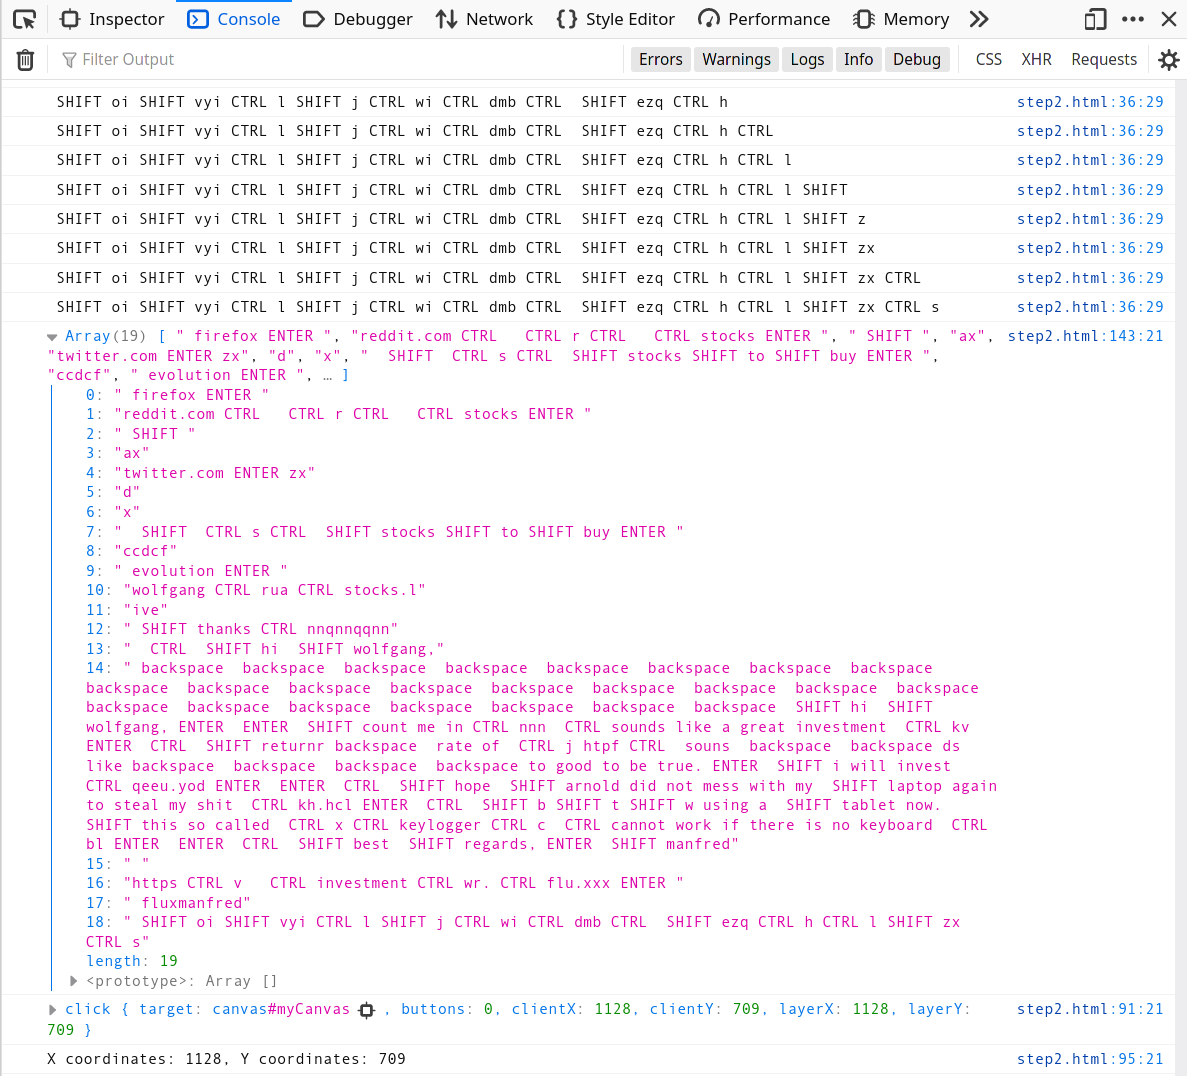 Inspector Console Debugger Network Style Editor Performance Memory
Filter Output Errors Warnings Logs Info Debug CSS XHR Requests
SHIFT oi SHIFT vyi CTRL l SHIFT j CTRL wi CTRL dmb CTRL  SHIFT ezq CTRL h step2.html:36:29
SHIFT oi SHIFT vyi CTRL l SHIFT j CTRL wi CTRL dmb CTRL  SHIFT ezq CTRL h CTRL step2.html:36:29
SHIFT oi SHIFT vyi CTRL l SHIFT j CTRL wi CTRL dmb CTRL  SHIFT ezq CTRL h CTRL l step2.html:36:29
SHIFT oi SHIFT vyi CTRL l SHIFT j CTRL wi CTRL dmb CTRL  SHIFT ezq CTRL h CTRL l SHIFT step2.html:36:29
SHIFT oi SHIFT vyi CTRL l SHIFT j CTRL wi CTRL dmb CTRL  SHIFT ezq CTRL h CTRL l SHIFT z step2.html:36:29
SHIFT oi SHIFT vyi CTRL l SHIFT j CTRL wi CTRL dmb CTRL  SHIFT ezq CTRL h CTRL l SHIFT zx step2.html:36:29
SHIFT oi SHIFT vyi CTRL l SHIFT j CTRL wi CTRL dmb CTRL  SHIFT ezq CTRL h CTRL l SHIFT zx CTRL step2.html:36:29
SHIFT oi SHIFT vyi CTRL l SHIFT j CTRL wi CTRL dmb CTRL  SHIFT ezq CTRL h CTRL l SHIFT zx CTRL s step2.html:36:29
Array(19) [ " firefox ENTER ", "reddit.com CTRL   CTRL r CTRL   CTRL stocks ENTER ", " SHIFT ", "ax", step2.html:143:21
"twitter.com ENTER zx", "d", "x", "  SHIFT  CTRL s CTRL  SHIFT stocks SHIFT to SHIFT buy ENTER ",
"ccdcf", " evolution ENTER ", … ]
0: " firefox ENTER "
1: "reddit.com CTRL   CTRL r CTRL   CTRL stocks ENTER "
2: " SHIFT "
3: "ax"
4: "twitter.com ENTER zx"
5: "d"
6: "x"
7: "  SHIFT  CTRL s CTRL  SHIFT stocks SHIFT to SHIFT buy ENTER "
8: "ccdcf"
9: " evolution ENTER "
10: "wolfgang CTRL rua CTRL stocks.l"
11: "ive"
12: " SHIFT thanks CTRL nnqnnqqnn"
13: "  CTRL  SHIFT hi  SHIFT wolfgang,"
14: " backspace  backspace  backspace  backspace  backspace  backspace  backspace  backspace
backspace  backspace  backspace  backspace  backspace  backspace  backspace  backspace  backspace
backspace  backspace  backspace  backspace  backspace  backspace  backspace  SHIFT hi  SHIFT
wolfgang, ENTER  ENTER  SHIFT count me in CTRL nnn  CTRL sounds like a great investment  CTRL kv
ENTER  CTRL  SHIFT returnr backspace  rate of  CTRL j htpf CTRL  souns  backspace  backspace ds
like backspace  backspace  backspace  backspace to good to be true. ENTER  SHIFT i will invest
CTRL qeeu.yod ENTER  ENTER  CTRL  SHIFT hope  SHIFT arnold did not mess with my  SHIFT laptop again
to steal my shit  CTRL kh.hcl ENTER  CTRL  SHIFT b SHIFT t SHIFT w using a  SHIFT tablet now.
SHIFT this so called  CTRL x CTRL keylogger CTRL c  CTRL cannot work if there is no keyboard  CTRL
bl ENTER  ENTER  CTRL  SHIFT best  SHIFT regards, ENTER  SHIFT manfred"
15: " "
16: "https CTRL v   CTRL investment CTRL wr. CTRL flu.xxx ENTER "
17: " fluxmanfred"
18: " SHIFT oi SHIFT vyi CTRL l SHIFT j CTRL wi CTRL dmb CTRL  SHIFT ezq CTRL h CTRL l SHIFT zx
CTRL s"
length: 19
<prototype>: Array []
click { target: canvas#myCanvas , buttons: 0, clientX: 1128, clientY: 709, layerX: 1128, layerY: step2.html:91:21
709 }
X coordinates: 1128, Y coordinates: 709 step2.html:95:21